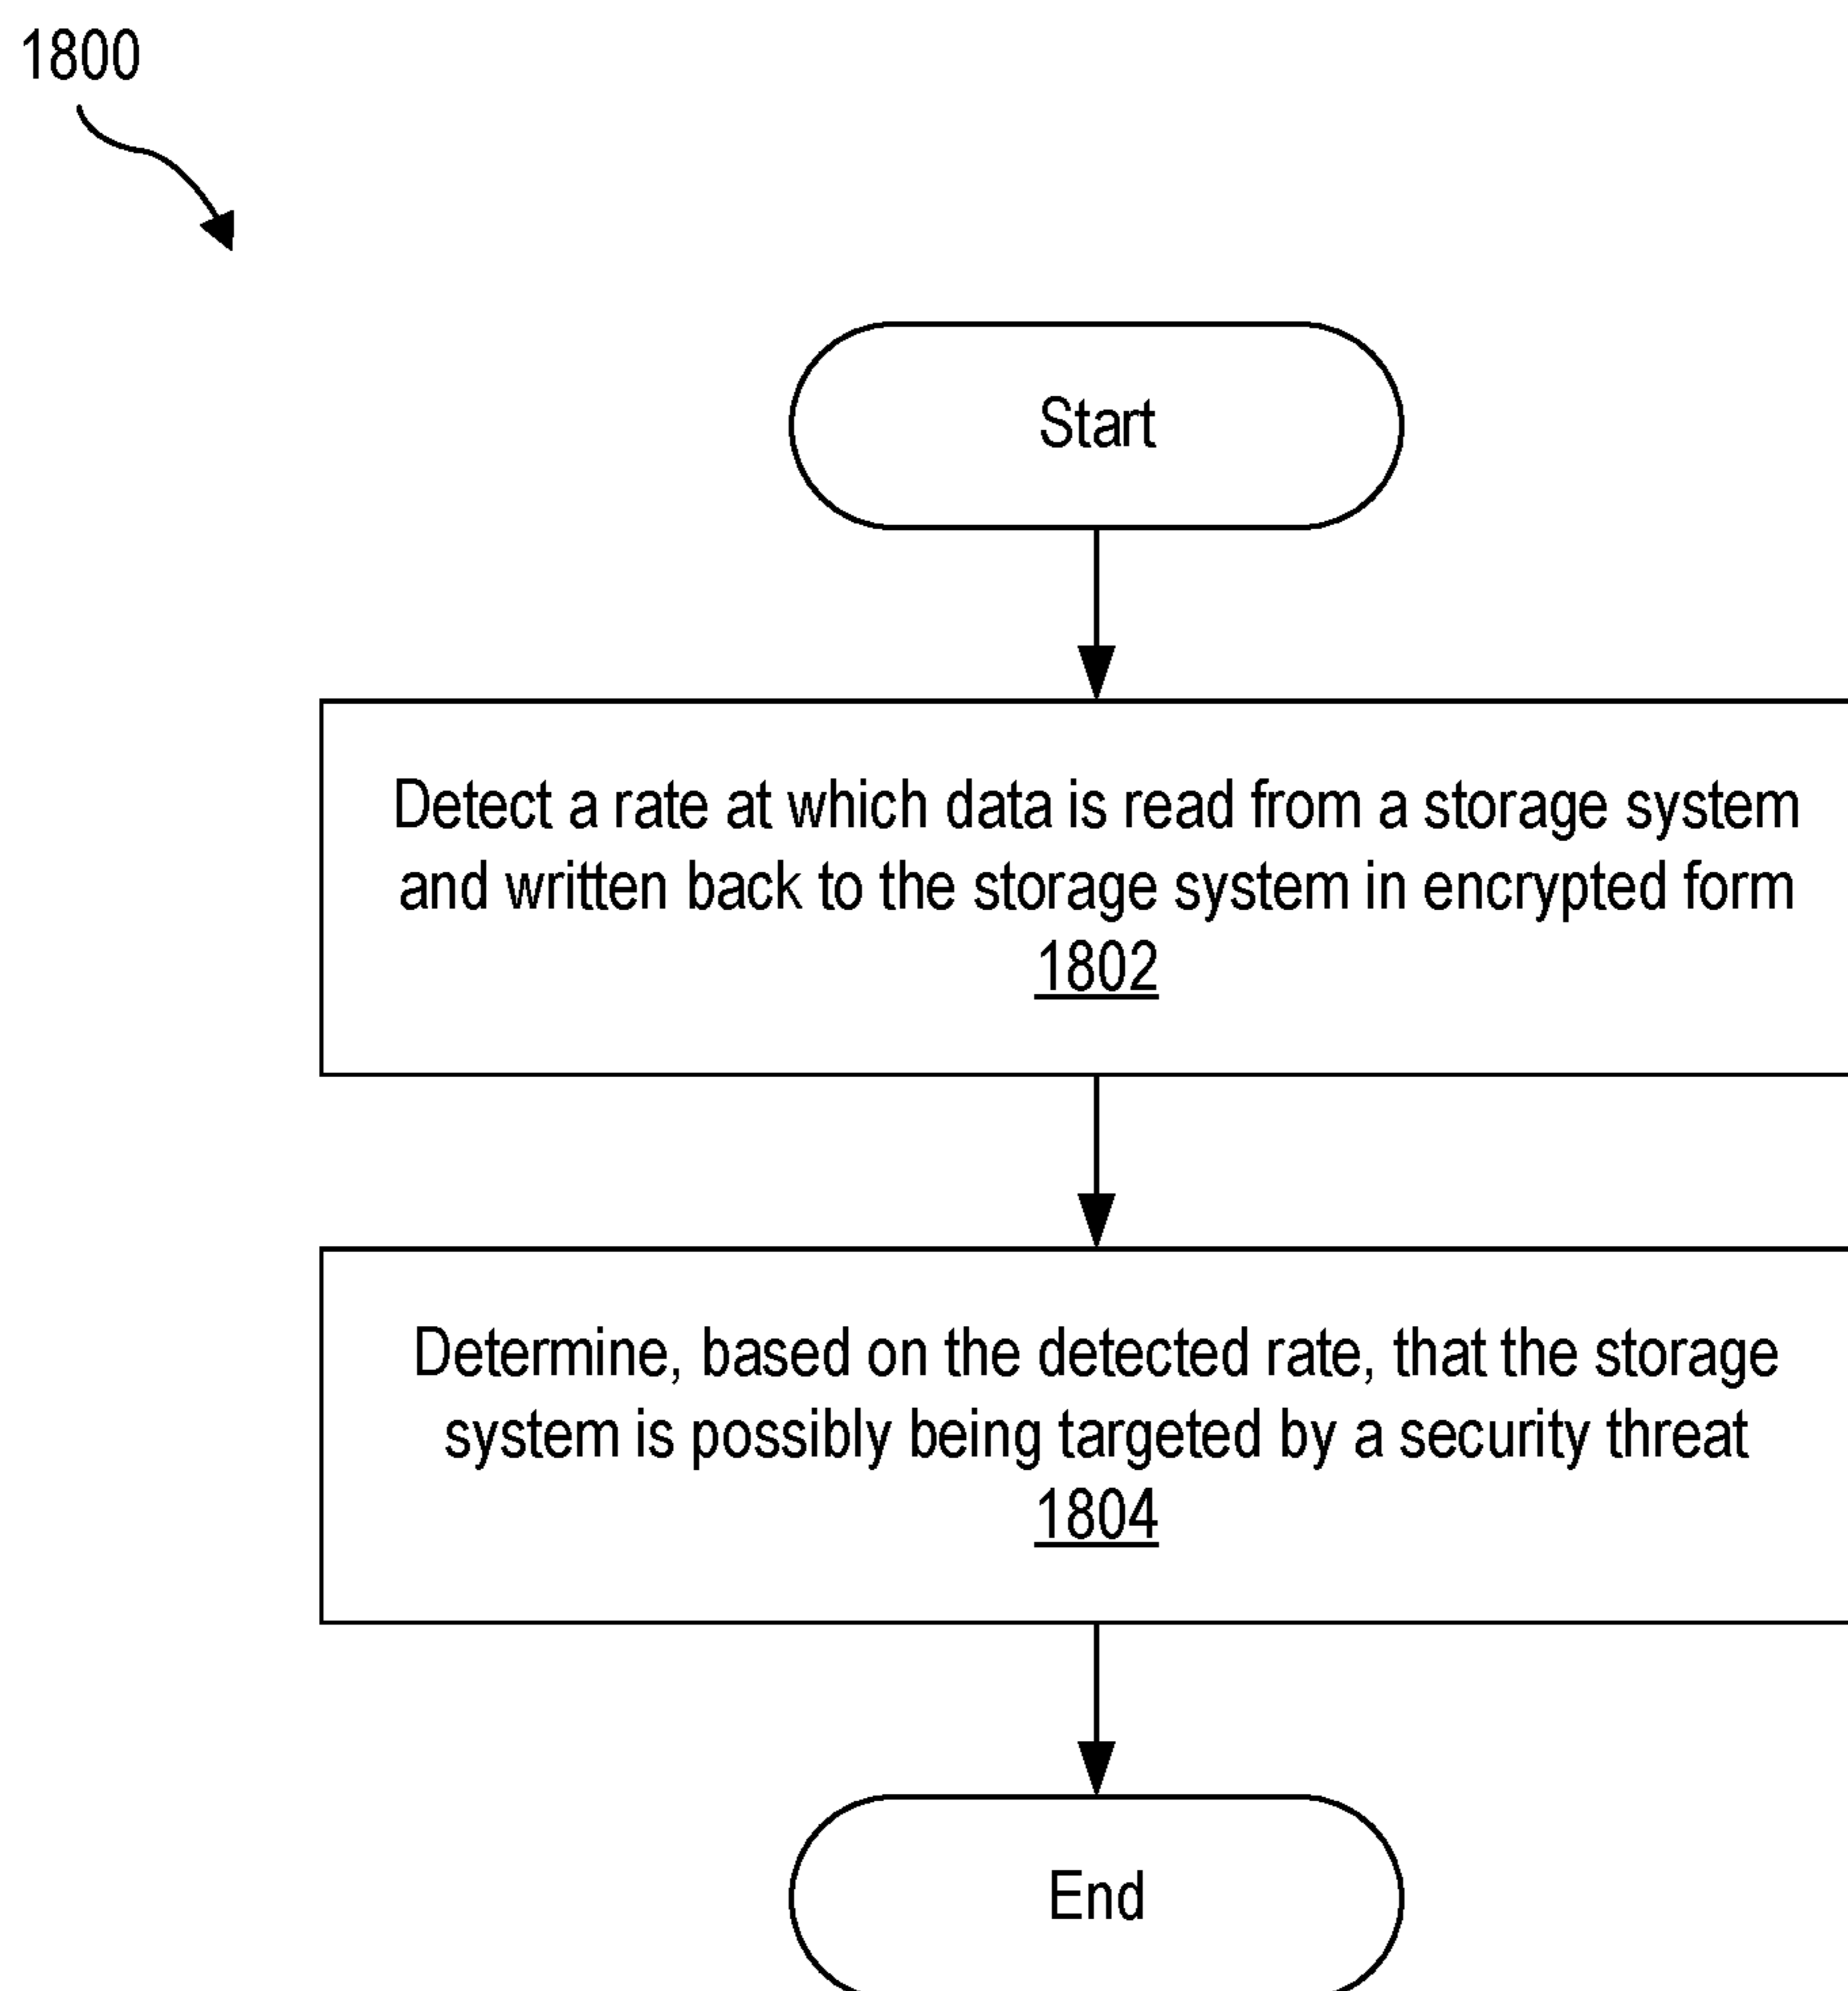 1800
Start
Detect a rate at which data is read from a storage system
and written back to the storage system in encrypted form
1802
Determine, based on the detected rate, that the storage
system is possibly being targeted by a security threat
1804
End